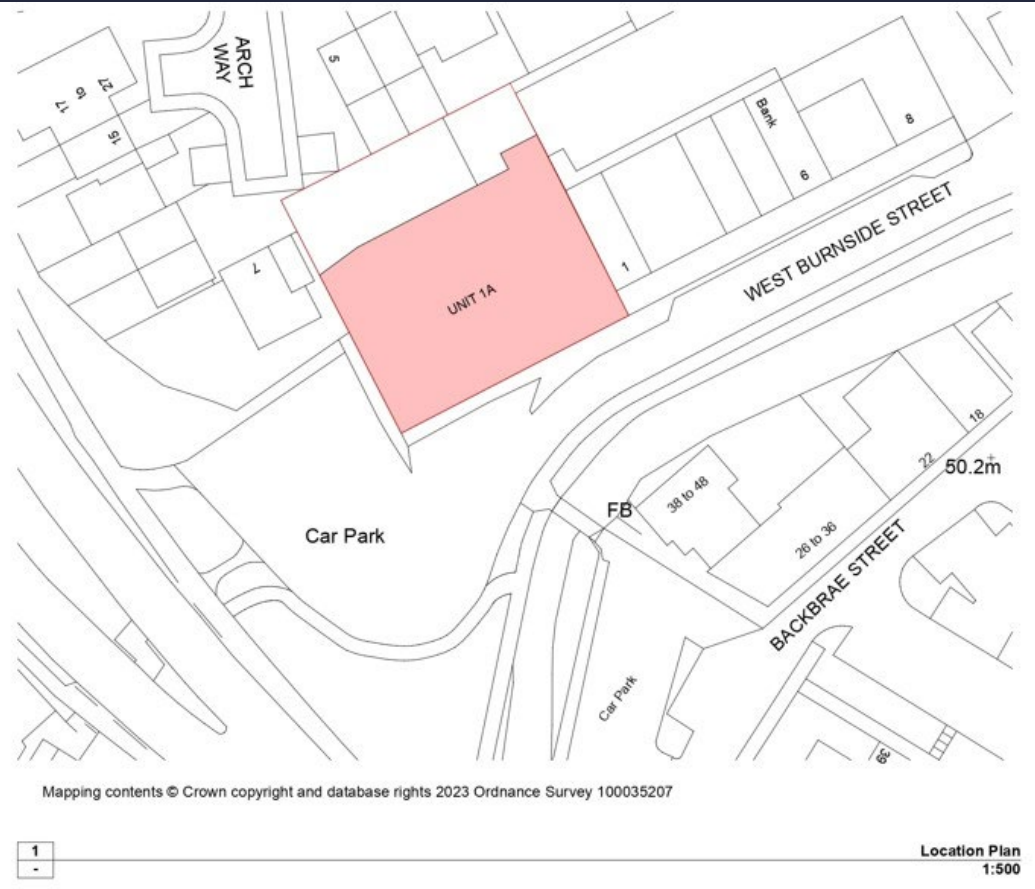 ARCH
WAY
5
27
16
17
15
Bank
8
6
1
WEST BURNSIDE STREET
7
UNIT 1A
18
22
50.2m
38 to 48
FB
26 to 36
Car Park
BACKBRAE STREET
Car Park
39
Mapping contents © Crown copyright and database rights 2023 Ordnance Survey 100035207
1
-
Location Plan
1:500